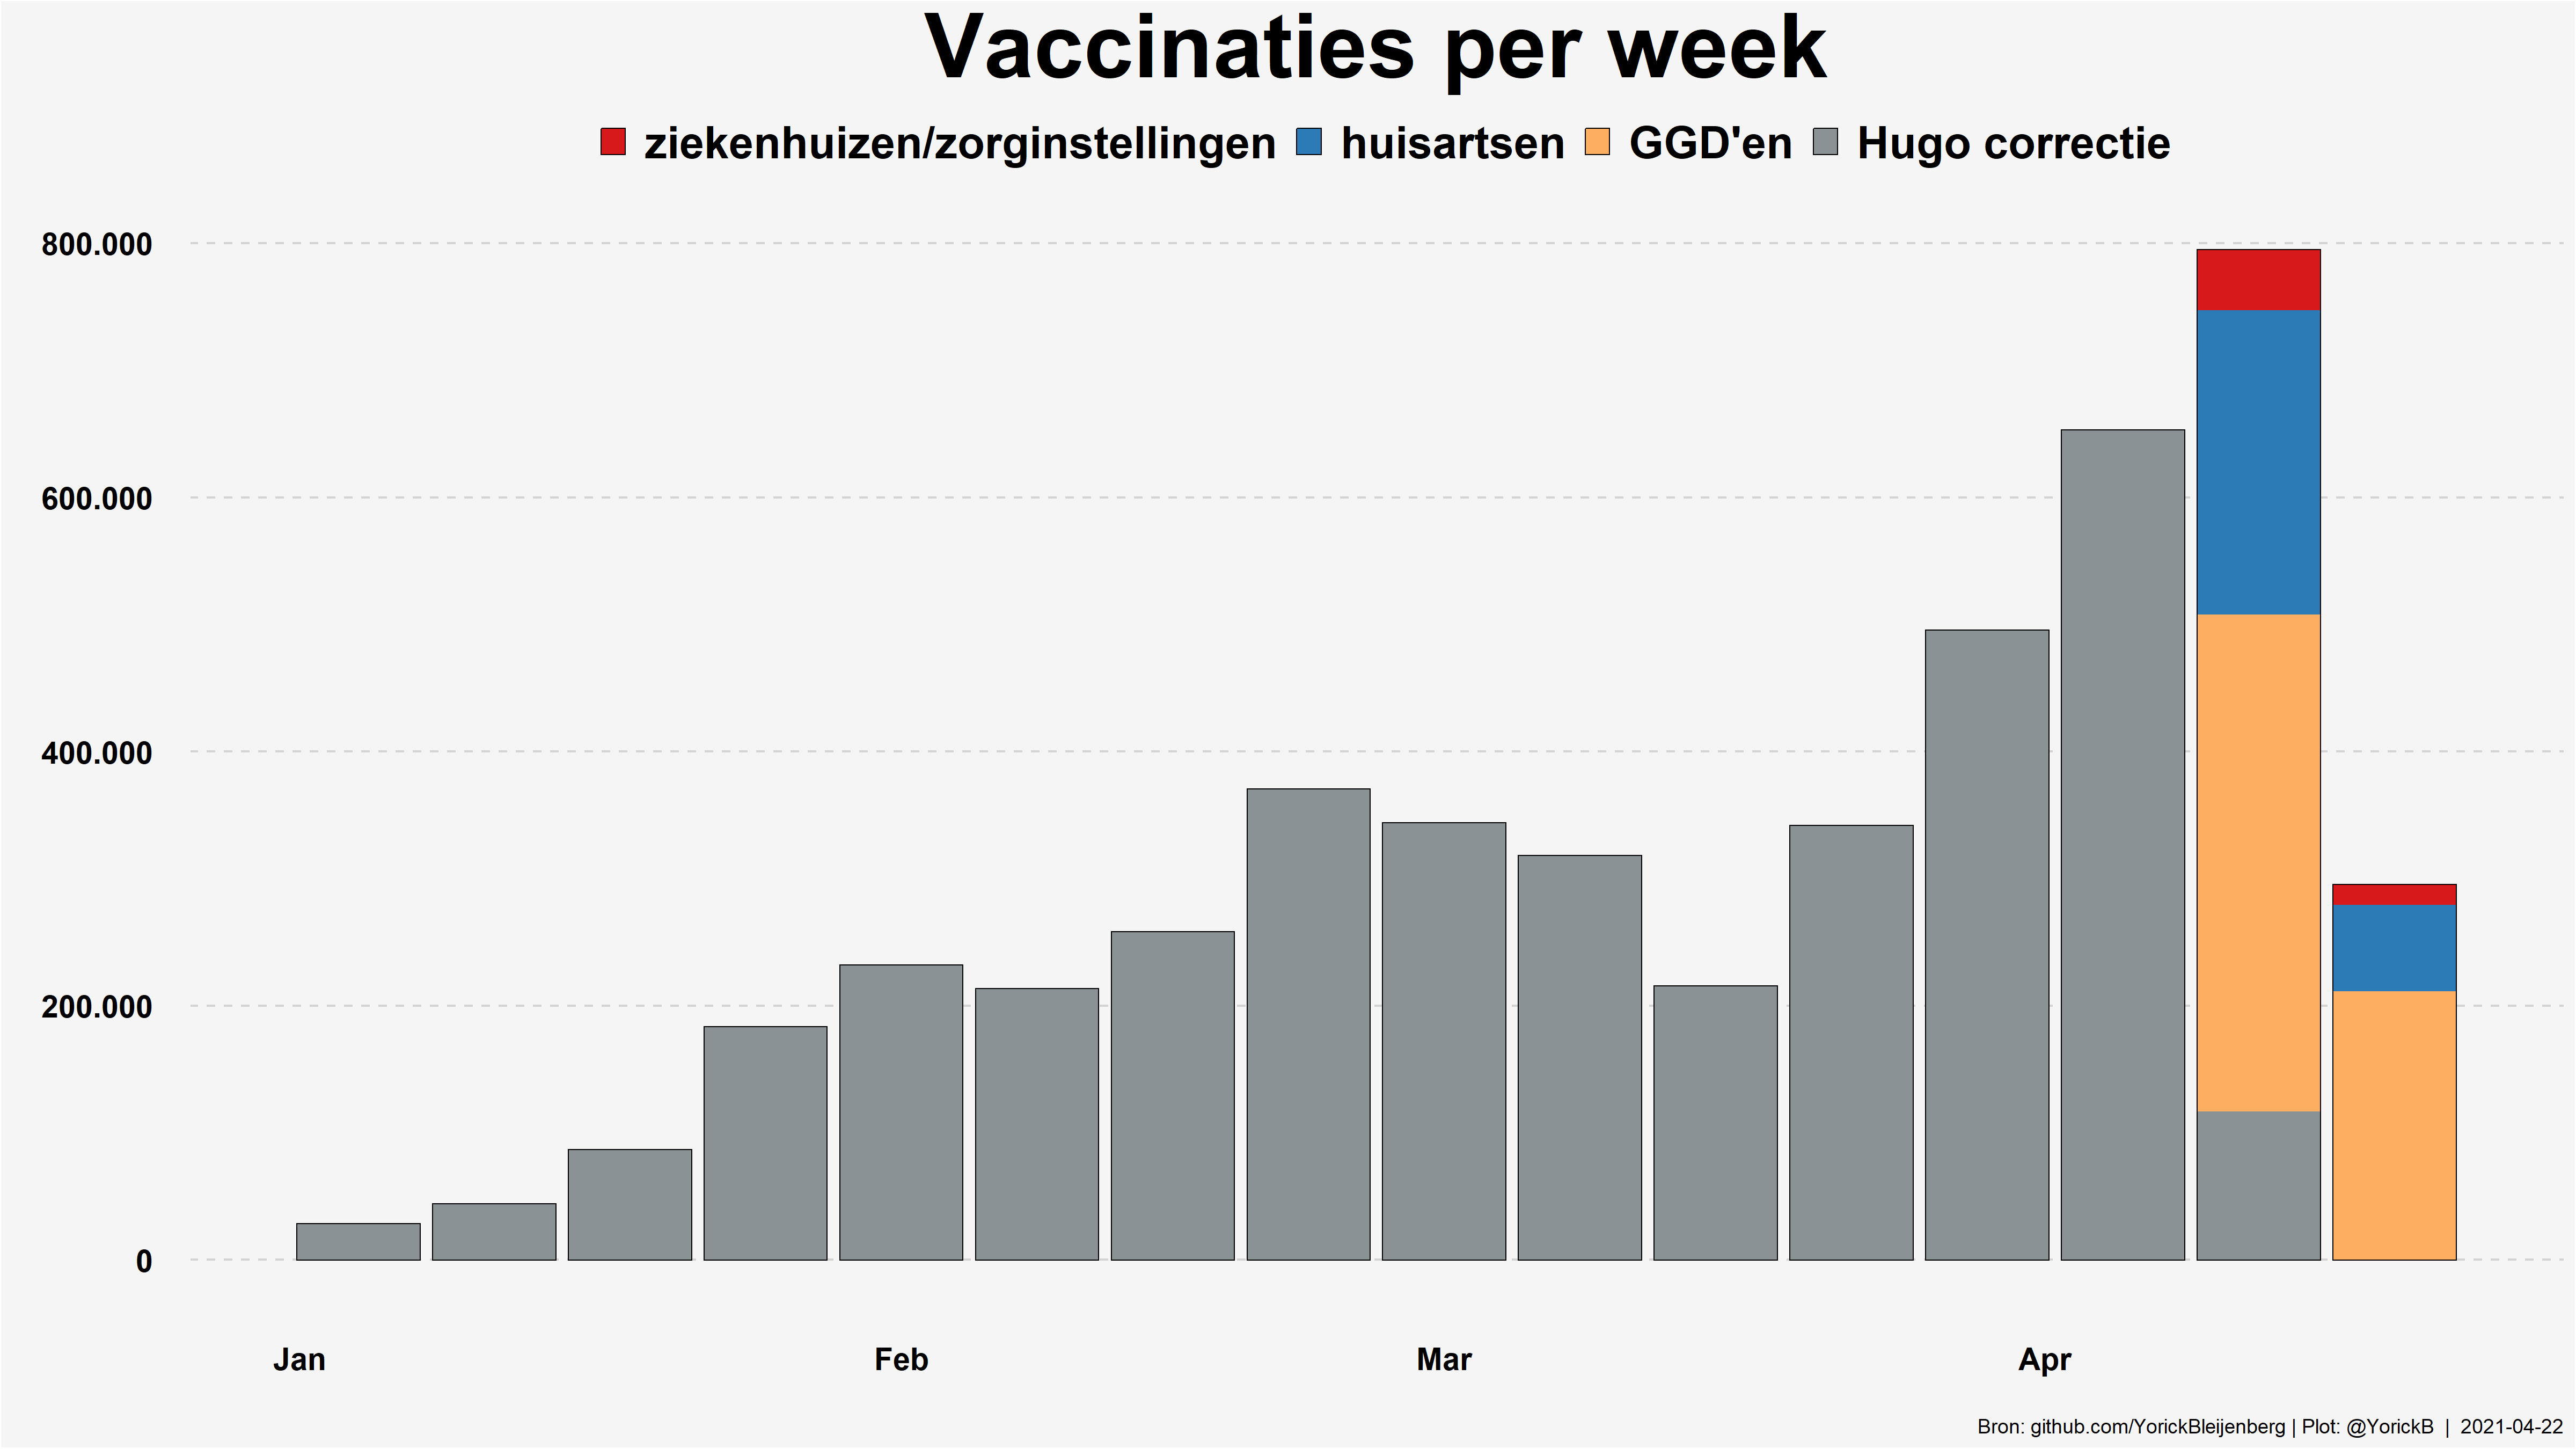 Vaccinaties per week
ziekenhuizen/zorginstellingen huisartsen GGD'en Hugo correctie
800.000
600.000
400.000
200.000
0
Jan Feb Mar Apr
Bron: github.com/YorickBleijenberg | Plot: @YorickB | 2021-04-22